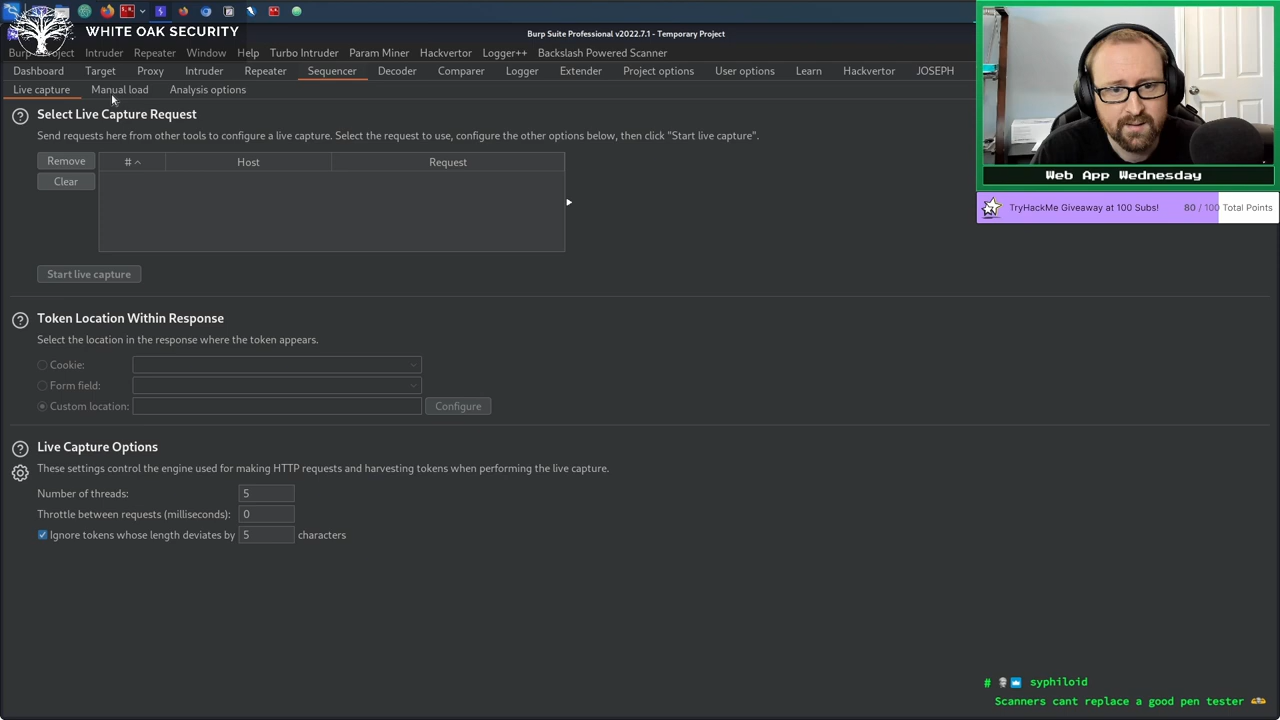 WHITE OAK SECURITY
Burp Suite Professional v2022.7.1 - Temporary Project
Burp Project Intruder Repeater Window Help Turbo Intruder Param Miner Hackvertor Logger++ Backslash Powered Scanner
Dashboard Target Proxy Intruder Repeater Sequencer Decoder Comparer Logger Extender Project options User options Learn Hackvertor JOSEPH
Live capture Manual load Analysis options
Select Live Capture Request
Send requests here from other tools to configure a live capture. Select the request to use, configure the other options below, then click "Start live capture".
Remove # Host Request
Clear
Start live capture
Token Location Within Response
Select the location in the response where the token appears.
Cookie:
Form field:
Custom location: Configure
Live Capture Options
These settings control the engine used for making HTTP requests and harvesting tokens when performing the live capture.
Number of threads: 5
Throttle between requests (milliseconds): 0
Ignore tokens whose length deviates by 5 characters
Web App Wednesday
TryHackMe Giveaway at 100 Subs! 80 / 100 Total Points
# syphiloid
Scanners cant replace a good pen tester